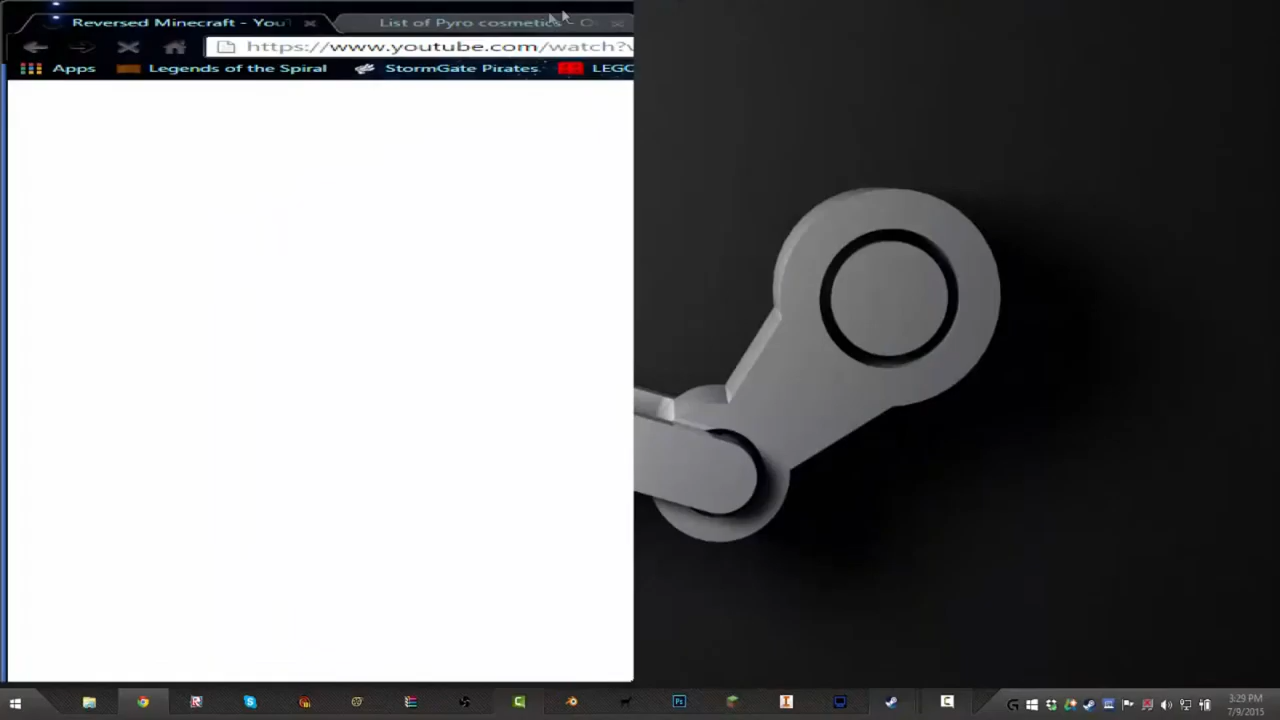 Reversed Minecraft - You
List of Pyro cosmetics - O
https://www.youtube.com/watch?v
Apps Legends of the Spiral StormGate Pirates LEGO
3:29 PM
7/9/2015